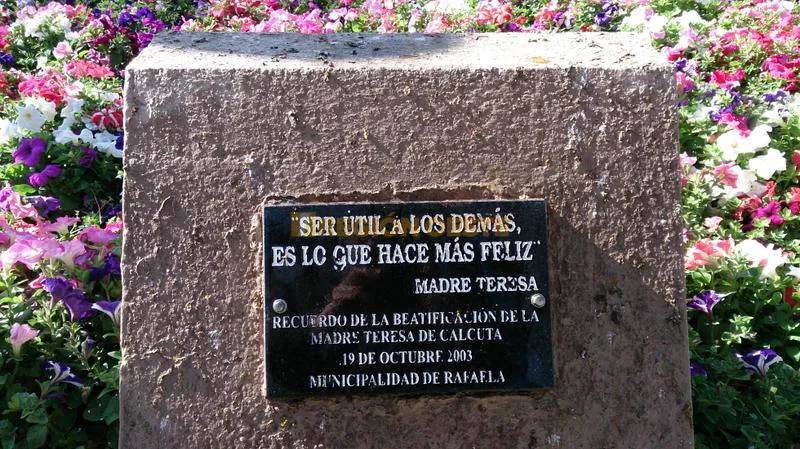 "SER ÚTIL A LOS DEMÁS,
ES LO QUE HACE MÁS FELIZ"
MADRE TERESA
RECUERDO DE LA BEATIFICACIÓN DE LA
MADRE TERESA DE CALCUTA
19 DE OCTUBRE 2003
MUNICIPALIDAD DE RAFAELA